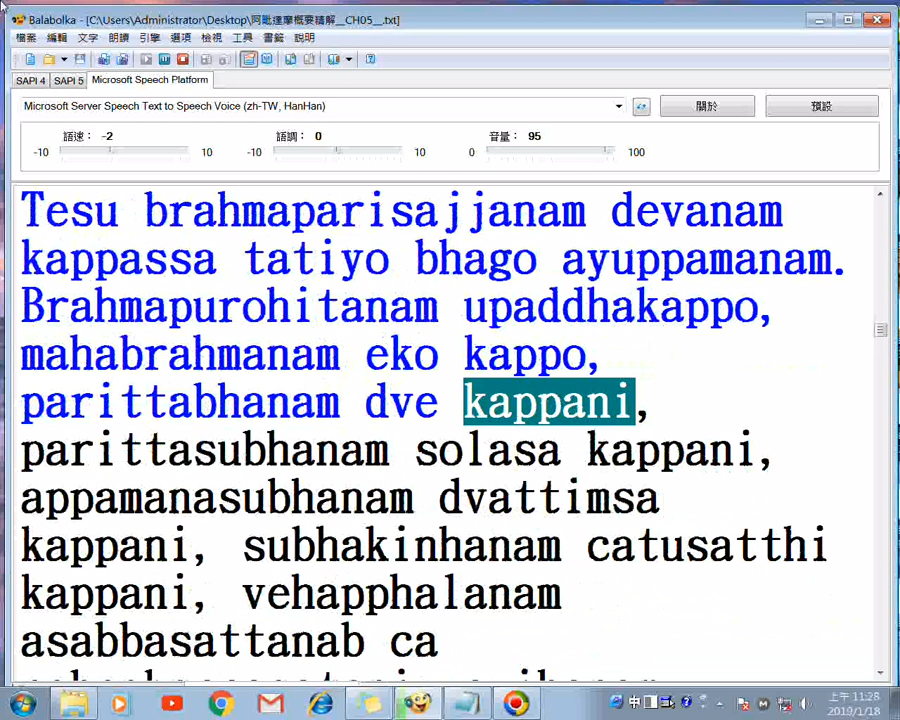 Balabolka - [C:\Users\Administrator\Desktop\阿毗達摩概要精解__CH05__.txt]
檔案 編輯 文字 朗讀 引擎 選項 檢視 工具 書籤 說明
SAPI 4 SAPI 5 Microsoft Speech Platform
Microsoft Server Speech Text to Speech Voice (zh-TW, HanHan) 關於 預設
語速： -2 語調： 0 音量： 95
-10 10 -10 10 0 100
Tesu brahmaparisajjanam devanam
kappassa tatiyo bhago ayuppamanam.
Brahmapurohitanam upaddhakappo,
mahabrahmanam eko kappo,
parittabhanam dve kappani,
parittasubhanam solasa kappani,
appamanasubhanam dvattimsa
kappani, subhakinhanam catusatthi
kappani, vehapphalanam
asabbasattanab ca
中
上午 11:28
2019/1/18